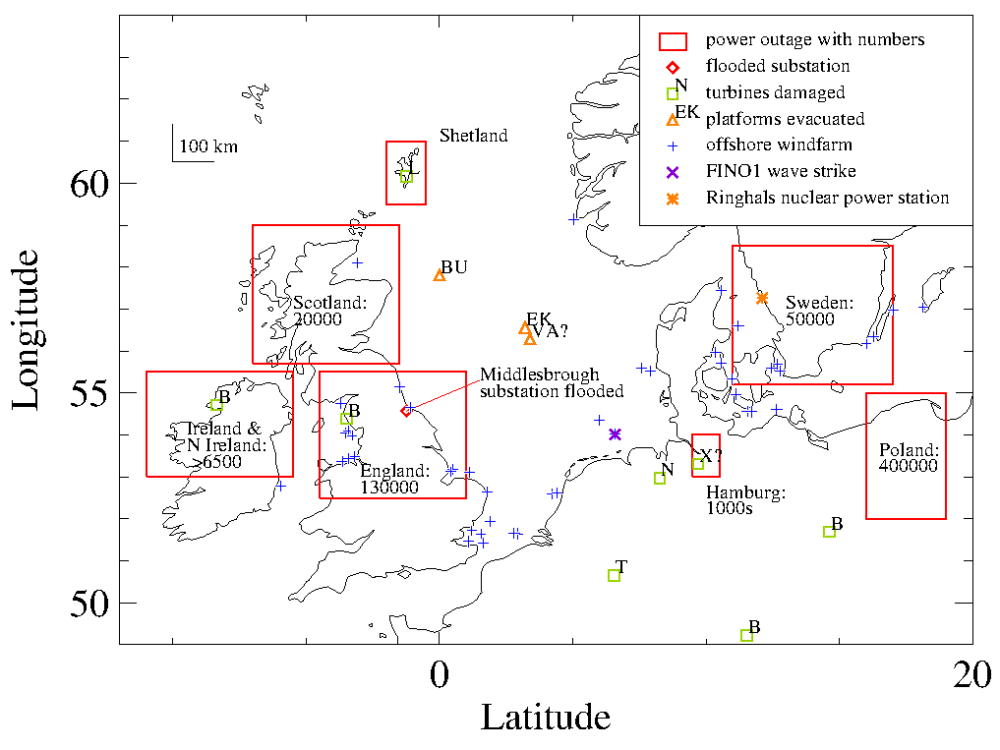 power outage with numbers
flooded substation
N
turbines damaged
EK
platforms evacuated
offshore windfarm
FINO1 wave strike
Ringhals nuclear power station
100 km
Shetland
L
60
BU
Scotland:
20000
EK
VA?
Sweden:
50000
Middlesbrough
substation flooded
55
B
B
Ireland &
N Ireland:
>6500
England:
130000
X?
N
Hamburg:
1000s
Poland:
400000
B
T
50
B
0
20
Longitude
Latitude